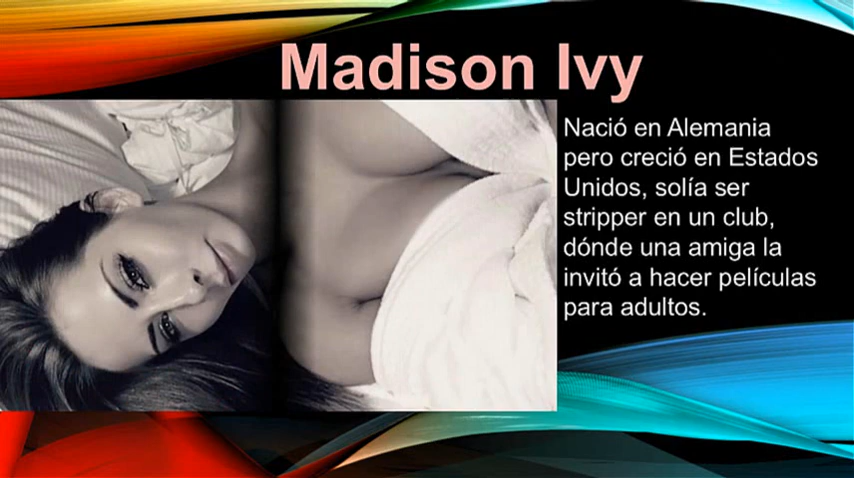 Madison Ivy
Nació en Alemania
pero creció en Estados
Unidos, solía ser
stripper en un club,
dónde una amiga la
invitó a hacer películas
para adultos.